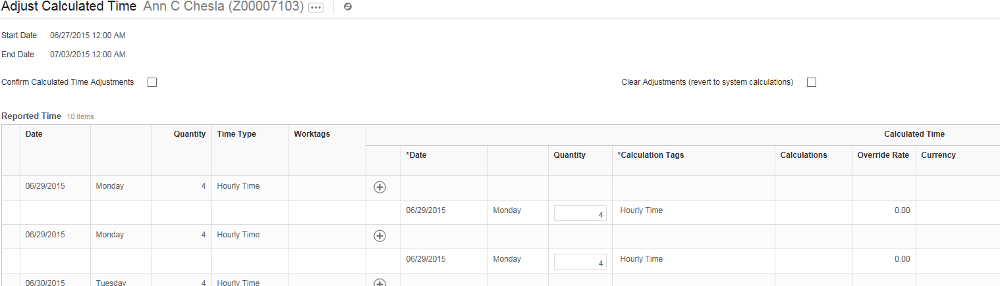 Adjust Calculated Time Ann C Chesla (Z00007103)
Start Date 06/27/2015 12:00 AM
End Date 07/03/2015 12:00 AM
Confirm Calculated Time Adjustments Clear Adjustments (revert to system calculations)
Reported Time 10 items
Date Quantity Time Type Worktags Calculated Time
*Date Quantity *Calculation Tags Calculations Override Rate Currency
06/29/2015 Monday 4 Hourly Time
06/29/2015 Monday 4 Hourly Time 0.00
06/29/2015 Monday 4 Hourly Time
06/29/2015 Monday 4 Hourly Time 0.00
06/30/2015 Tuesday 4 Hourly Time